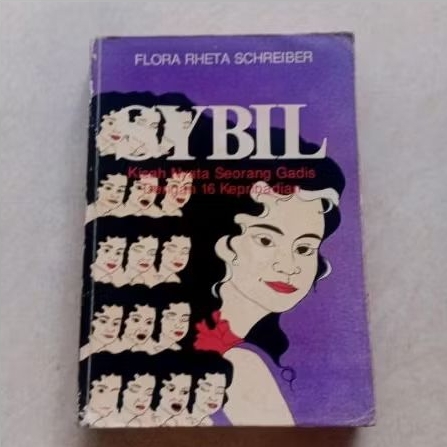 FLORA RHETA SCHREIBER
SYBIL
Kisah Nyata Seorang Gadis
Dengan 16 Kepribadian